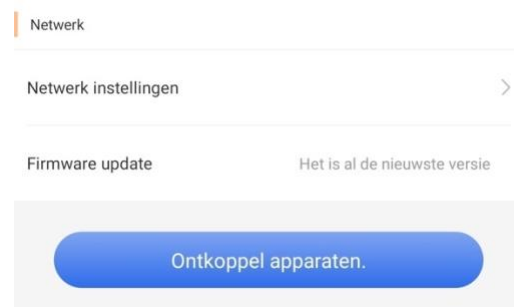 Netwerk
Netwerk instellingen
Firmware update Het is al de nieuwste versie
Ontkoppel apparaten.